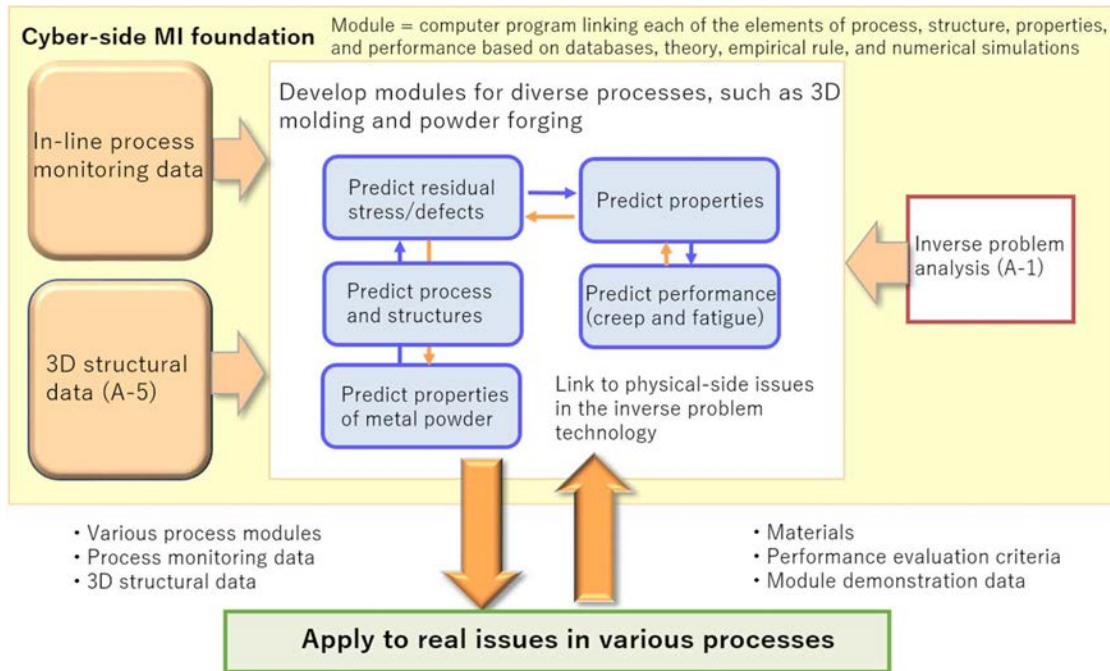 Cyber-side MI foundation
Module = computer program linking each of the elements of process, structure, properties,
and performance based on databases, theory, empirical rule, and numerical simulations
In-line process
monitoring data
3D structural
data (A-5)
Develop modules for diverse processes, such as 3D
molding and powder forging
Predict residual
stress/defects
Predict properties
Predict process
and structures
Predict performance
(creep and fatigue)
Predict properties
of metal powder
Link to physical-side issues
in the inverse problem
technology
Inverse problem
analysis (A-1)
・Various process modules
・Process monitoring data
・3D structural data
・Materials
・Performance evaluation criteria
・Module demonstration data
Apply to real issues in various processes